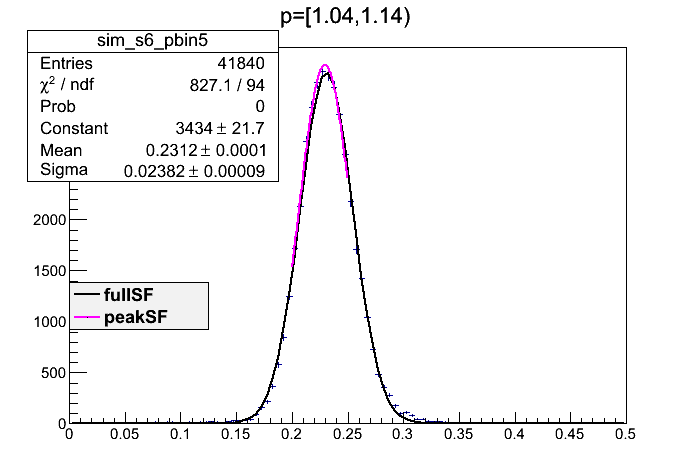 p=[1.04,1.14)
sim_s6_pbin5
Entries 41840
χ² / ndf 827.1 / 94
Prob 0
Constant 3434 ± 21.7
Mean 0.2312 ± 0.0001
Sigma 0.02382 ± 0.00009
2000
1500
fullSF
1000
peakSF
500
0
0 0.05 0.1 0.15 0.2 0.25 0.3 0.35 0.4 0.45 0.5